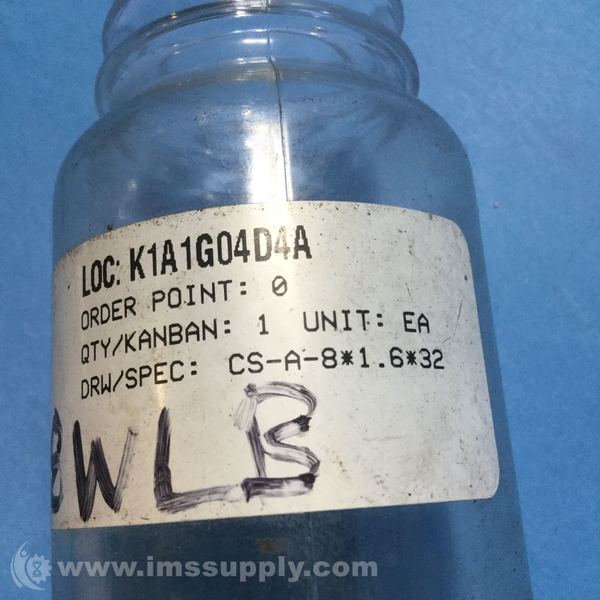 LOC: K1A1G04D4A
ORDER POINT: 0
QTY/KANBAN: 1 UNIT: EA
DRW/SPEC: CS-A-8*1.6*32
WLB
www.imssupply.com